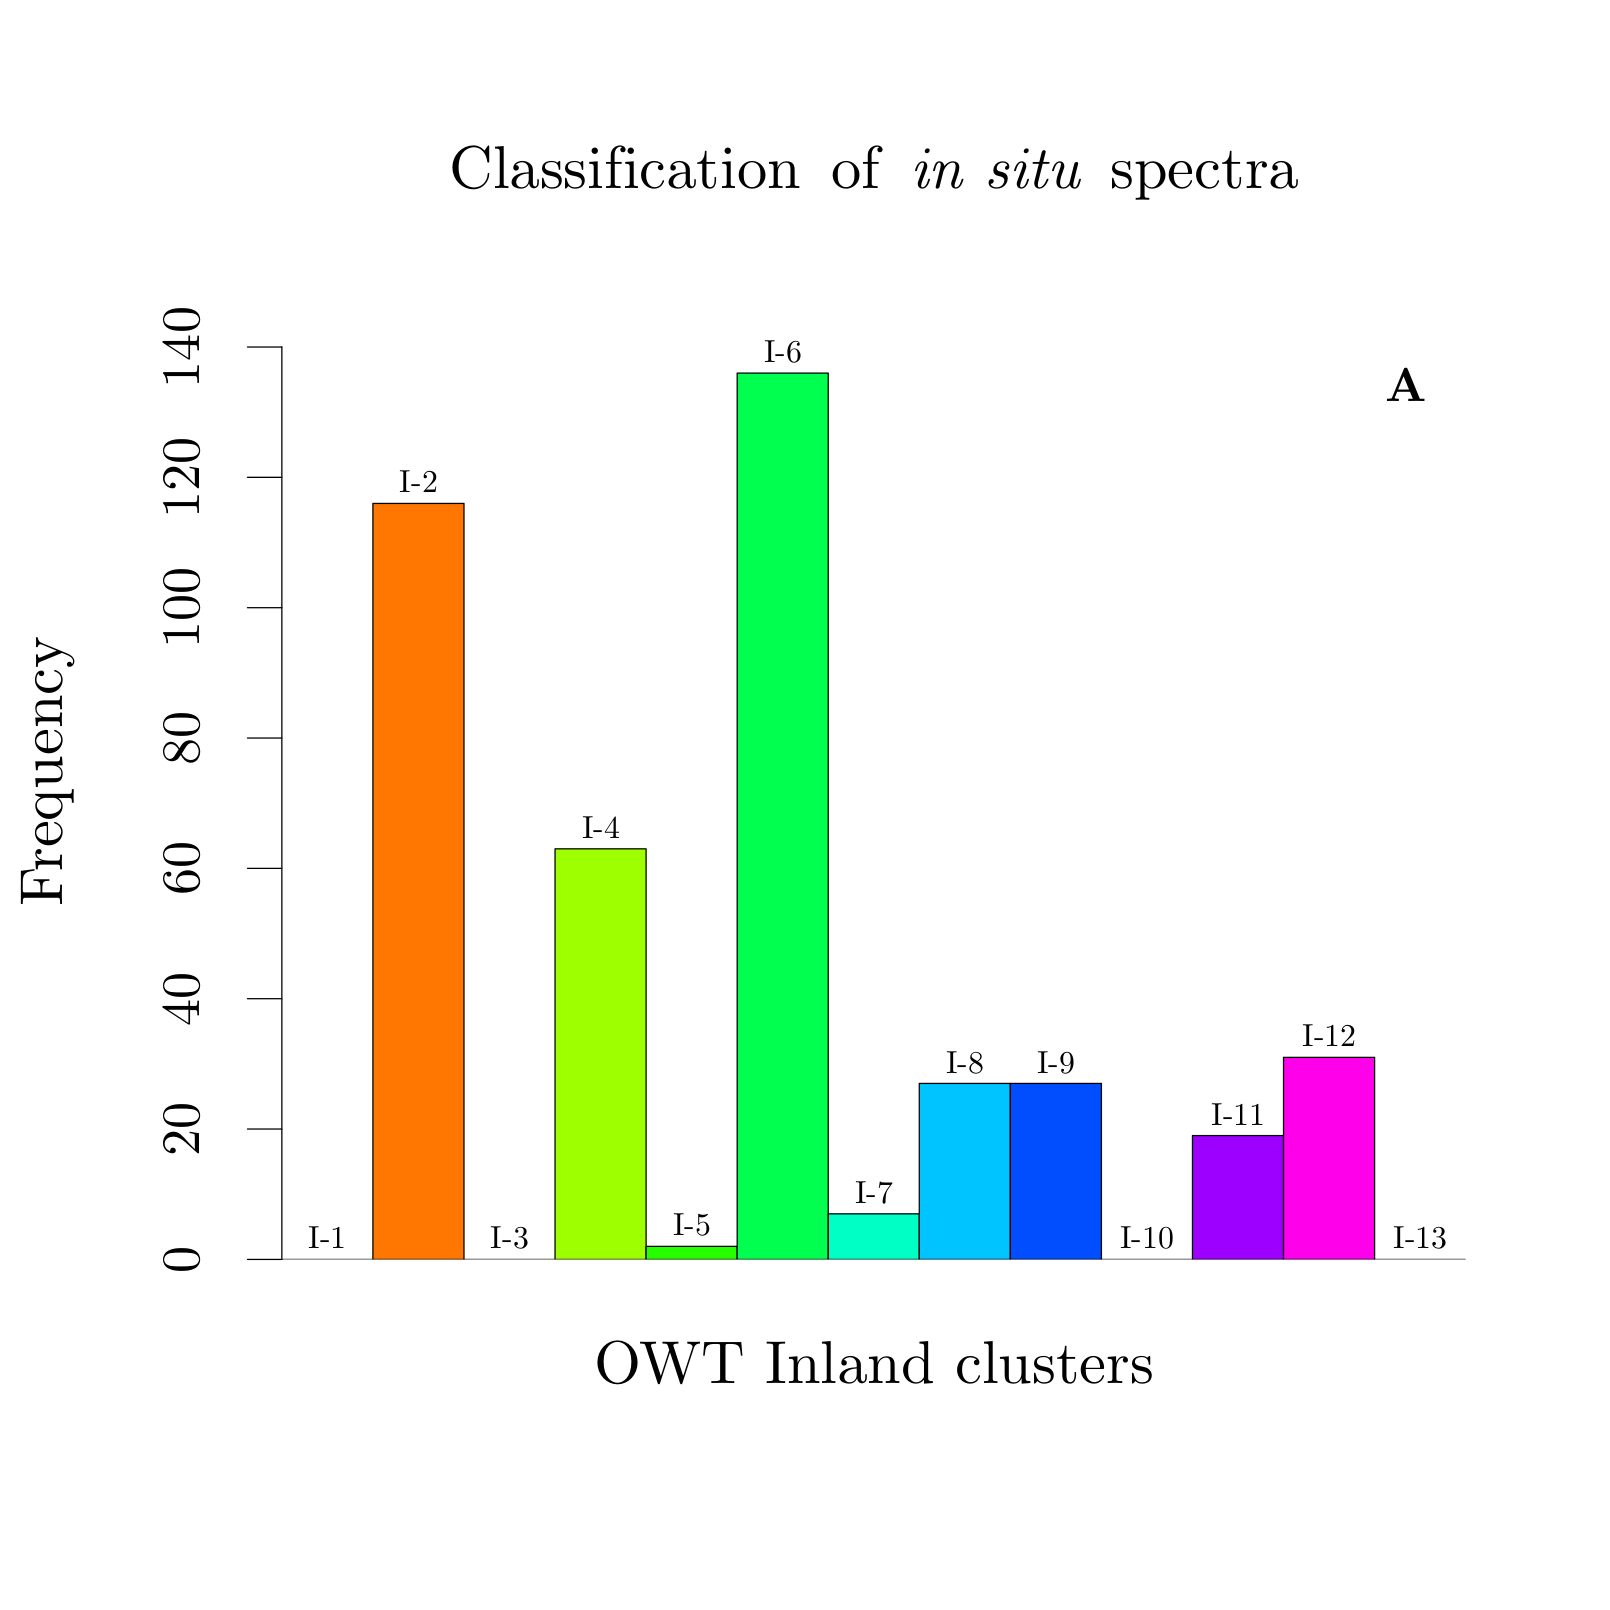 Classification of in situ spectra
A
Frequency
140
120
100
80
60
40
20
0
I-1
I-2
I-3
I-4
I-5
I-6
I-7
I-8
I-9
I-10
I-11
I-12
I-13
OWT Inland clusters